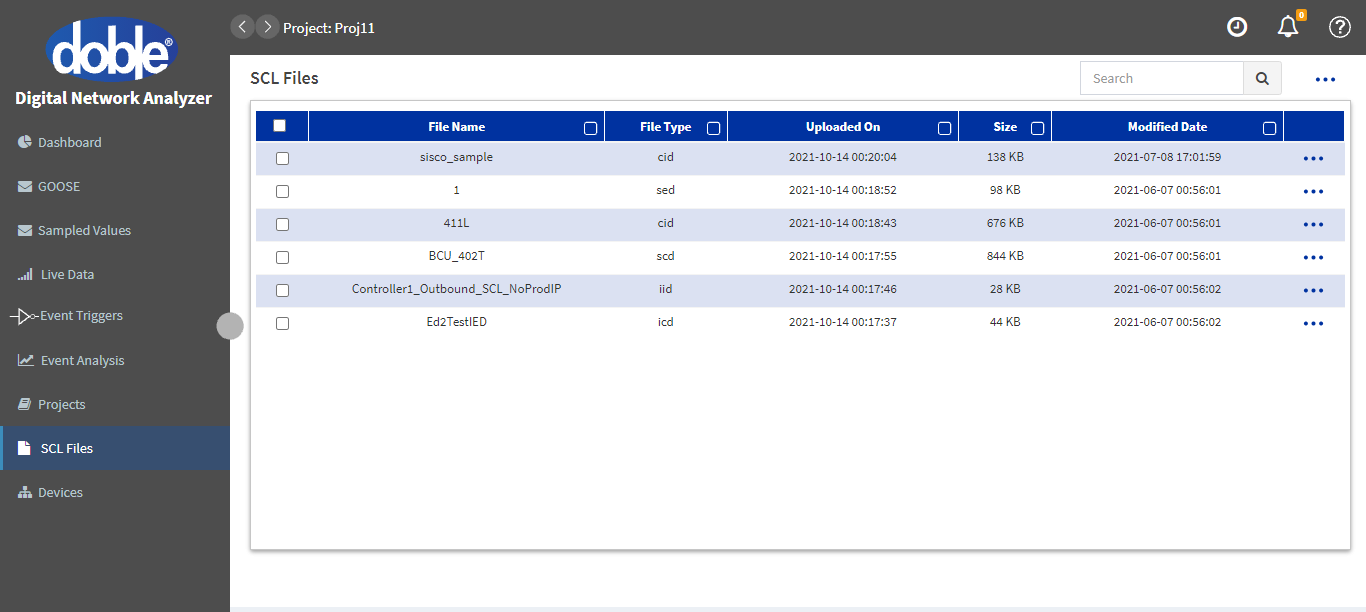 doble®
Digital Network Analyzer
Dashboard
GOOSE
Sampled Values
Live Data
Event Triggers
Event Analysis
Projects
SCL Files
Devices
Project: Proj11
0
SCL Files
Search
File Name File Type Uploaded On Size Modified Date
sisco_sample cid 2021-10-14 00:20:04 138 KB 2021-07-08 17:01:59
1 sed 2021-10-14 00:18:52 98 KB 2021-06-07 00:56:01
411L cid 2021-10-14 00:18:43 676 KB 2021-06-07 00:56:01
BCU_402T scd 2021-10-14 00:17:55 844 KB 2021-06-07 00:56:01
Controller1_Outbound_SCL_NoProdIP iid 2021-10-14 00:17:46 28 KB 2021-06-07 00:56:02
Ed2TestIED icd 2021-10-14 00:17:37 44 KB 2021-06-07 00:56:02